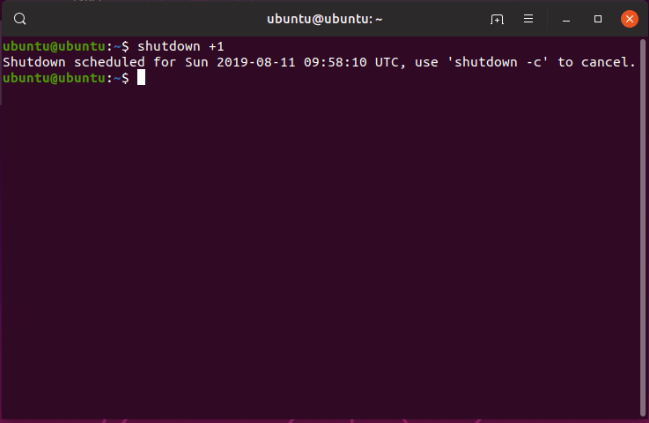 ubuntu@ubuntu: ~
ubuntu@ubuntu:~$ shutdown +1
Shutdown scheduled for Sun 2019-08-11 09:58:10 UTC, use 'shutdown -c' to cancel.
ubuntu@ubuntu:~$